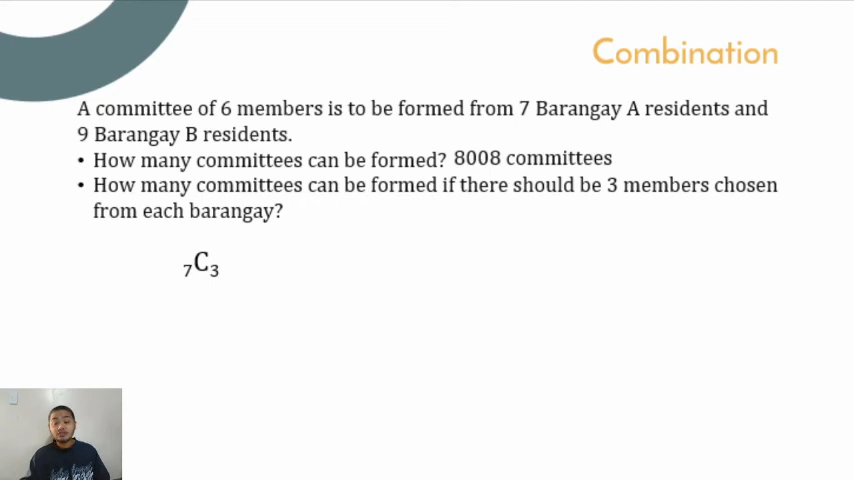 Combination
A committee of 6 members is to be formed from 7 Barangay A residents and
9 Barangay B residents.
• How many committees can be formed? 8008 committees
• How many committees can be formed if there should be 3 members chosen
from each barangay?
₇C₃